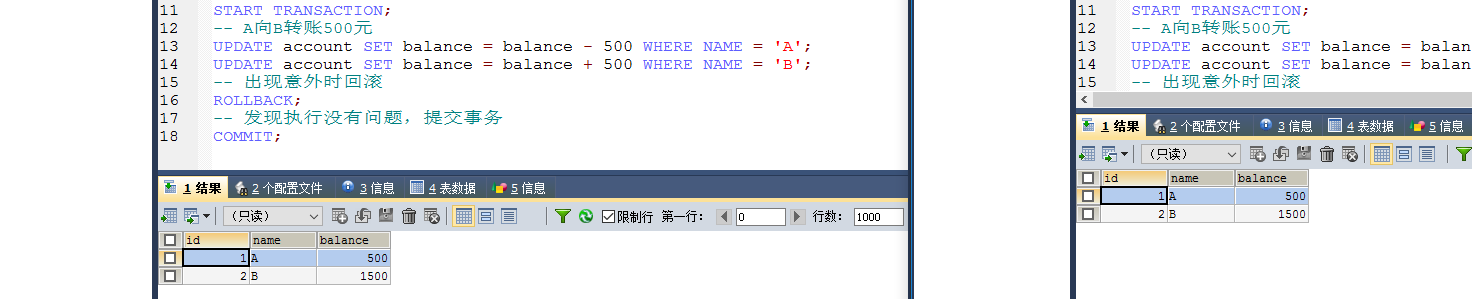 11 START TRANSACTION;
12 -- A向B转账500元
13 UPDATE account SET balance = balance - 500 WHERE NAME = 'A';
14 UPDATE account SET balance = balance + 500 WHERE NAME = 'B';
15 -- 出现意外时回滚
16 ROLLBACK;
17 -- 发现执行没有问题，提交事务
18 COMMIT;
1 结果 2 个配置文件 3 信息 4 表数据 5 信息
(只读) 限制行 第一行: 0 行数: 1000
id name balance
1 A 500
2 B 1500
11 START TRANSACTION;
12 -- A向B转账500元
13 UPDATE account SET balance = balan
14 UPDATE account SET balance = balan
15 -- 出现意外时回滚
1 结果 2 个配置文件 3 信息 4 表数据 5 信息
(只读)
id name balance
1 A 500
2 B 1500